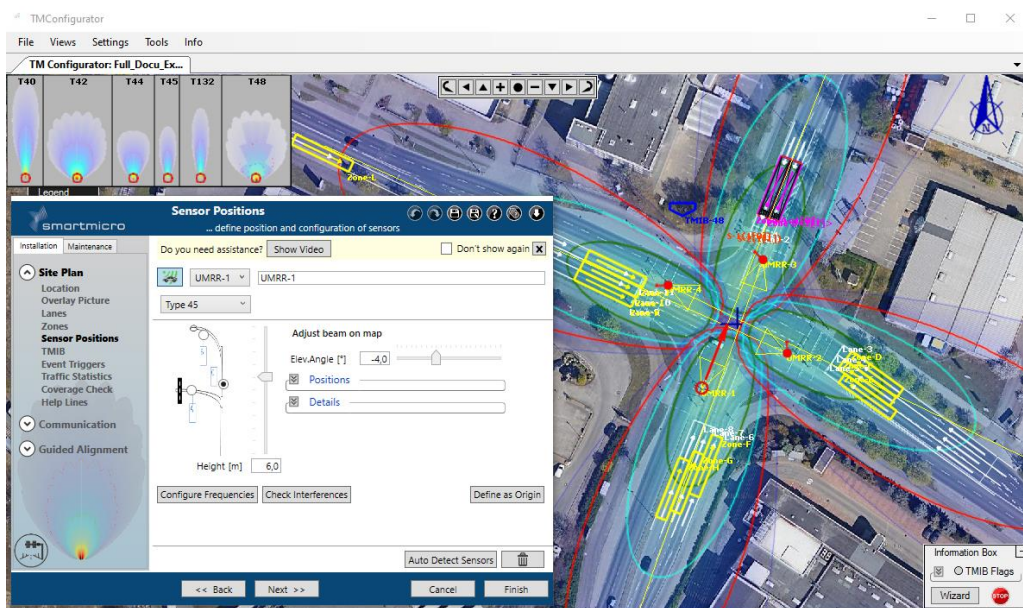 TMConfigurator
File Views Settings Tools Info
TM Configurator: Full_Docu_Ex...
T40 T42 T44 T45 T132 T48
Legend
Zone-L
TMIB-48
UMRR-3
UMRR-4
Lane-10
UMRR-2
Lane-3
Zone-D
UMRR-1
Lane-8
Lane-7
Lane-6
Zone-F
Zone-G
N
smartmicro
Sensor Positions
... define position and configuration of sensors
Installation Maintenance
Site Plan
Location
Overlay Picture
Lanes
Zones
Sensor Positions
TMIB
Event Triggers
Traffic Statistics
Coverage Check
Help Lines
Communication
Guided Alignment
Do you need assistance? Show Video Don't show again X
UMRR-1 UMRR-1
Type 45
Adjust beam on map
Elev.Angle [°] -4,0
Positions
Details
Height [m] 6,0
Configure Frequencies Check Interferences Define as Origin
Auto Detect Sensors
<< Back Next >> Cancel Finish
Information Box
TMIB Flags
Wizard STOP